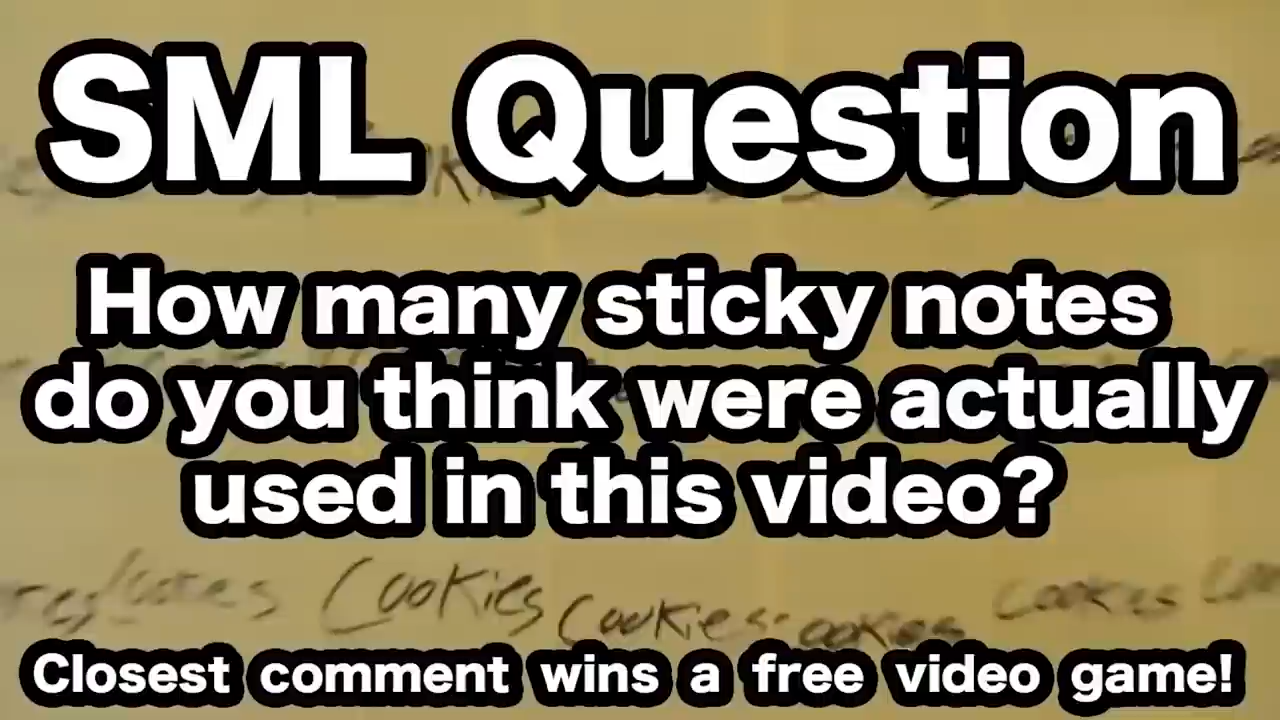 SML Question
How many sticky notes
do you think were actually
used in this video?
Cookies Cookies Cookies
Closest comment wins a free video game!